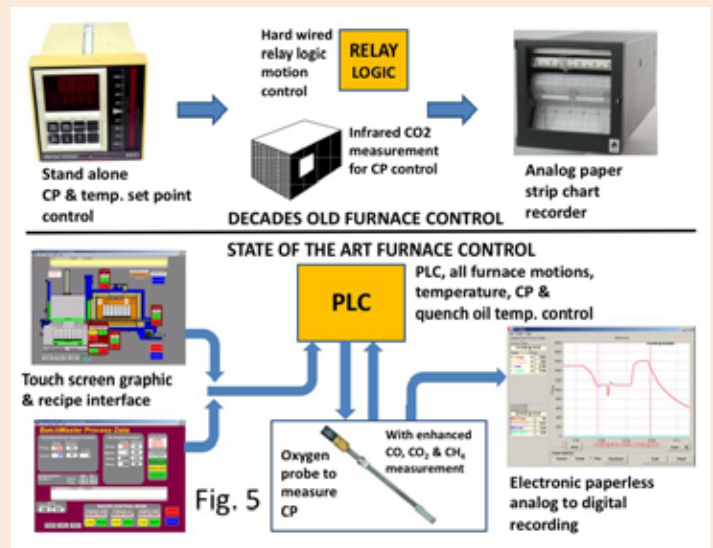 Hard wired
relay logic
motion
control
RELAY
LOGIC
Infrared CO2
measurement
for CP control
Stand alone
CP & temp. set point
control
Analog paper
strip chart
recorder
DECADES OLD FURNACE CONTROL
STATE OF THE ART FURNACE CONTROL
PLC
PLC, all furnace motions,
temperature, CP &
quench oil temp. control
Touch screen graphic
& recipe interface
BatchMaster Process Data
Fig. 5
Oxygen
probe to
measure
CP
With enhanced
CO, CO₂ & CH₄
measurement
Electronic paperless
analog to digital
recording